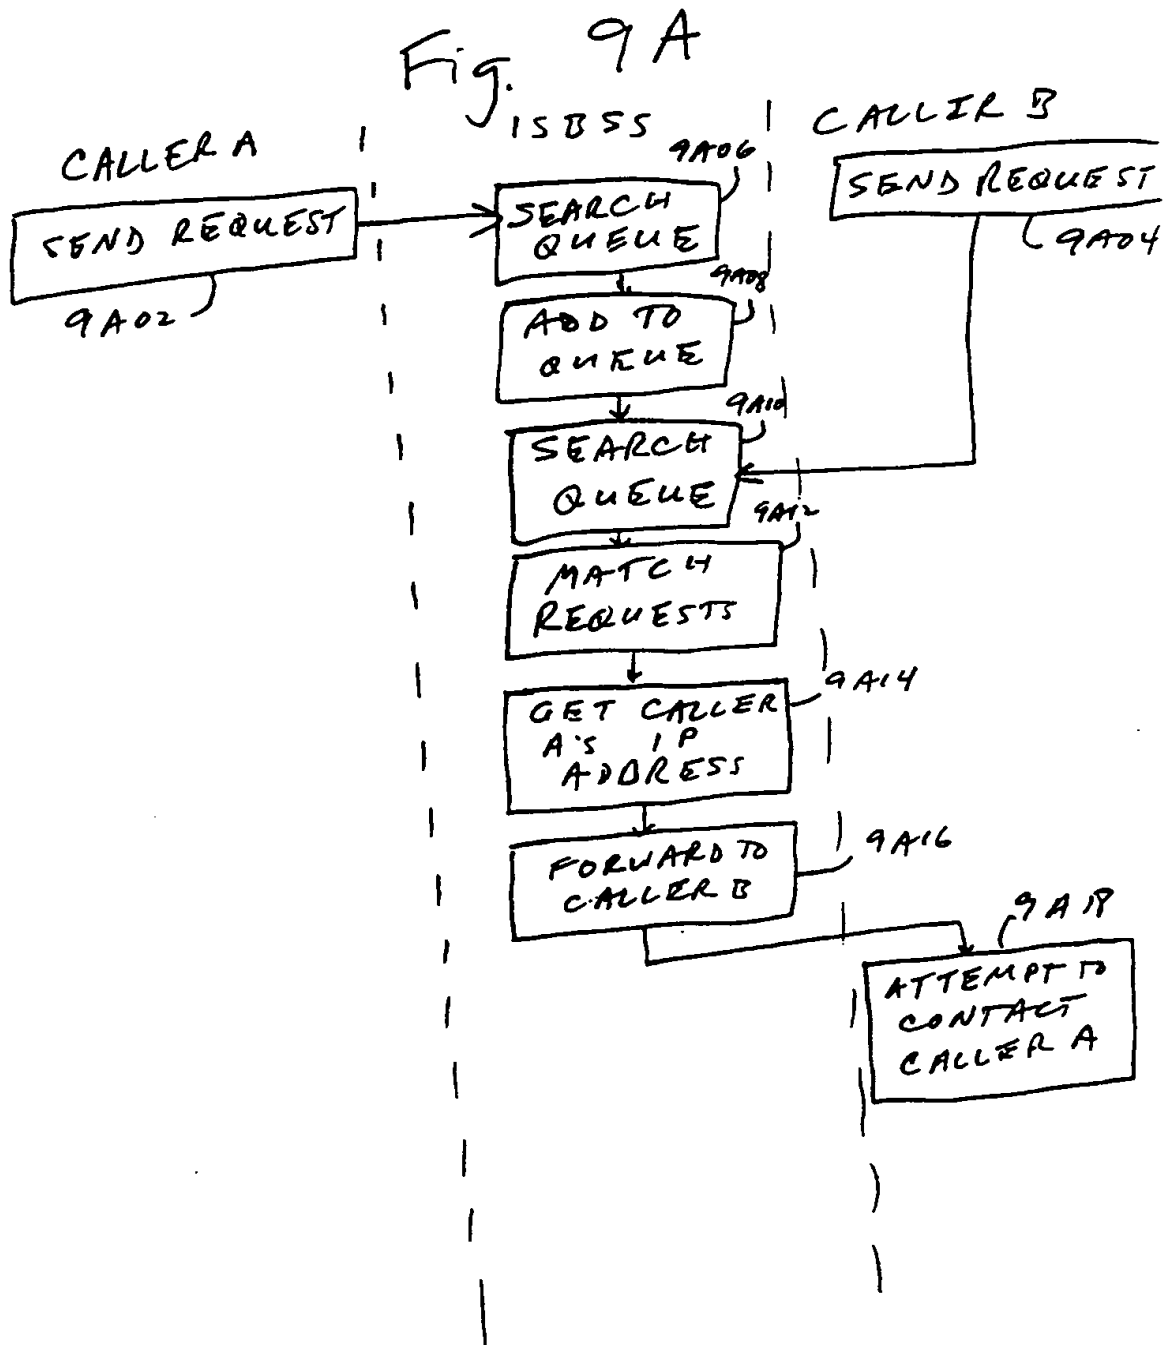 Fig. 9A
ISBSS
CALLER A
CALLER B
SEND REQUEST
9A02
SEND REQUEST
9A04
9A06
SEARCH
QUEUE
9A08
ADD TO
QUEUE
9A10
SEARCH
QUEUE
9A12
MATCH
REQUESTS
9A14
GET CALLER
A'S IP
ADDRESS
9A16
FORWARD TO
CALLER B
9A18
ATTEMPT TO
CONTACT
CALLER A